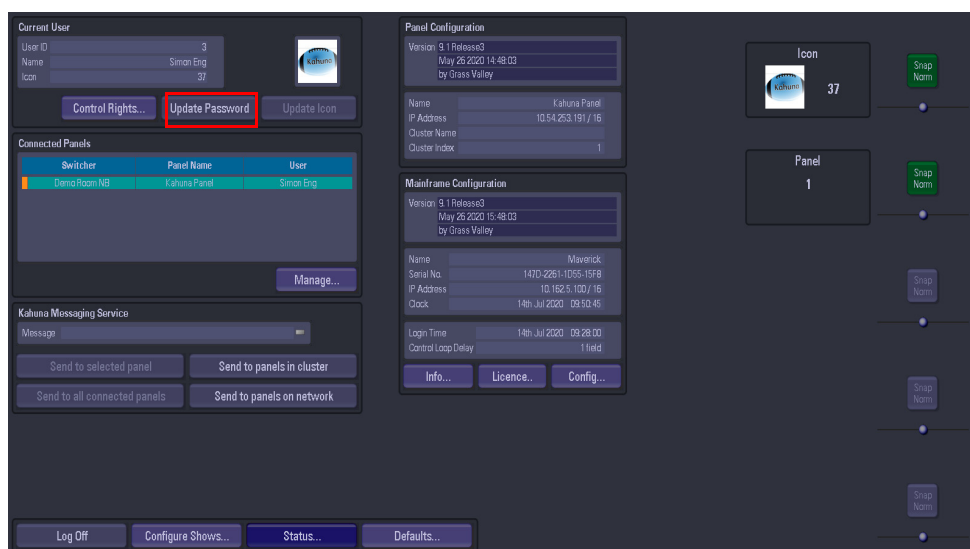 Current User
User ID 3
Name Simon Eng
Icon 37
Kahuna
Control Rights... Update Password Update Icon
Connected Panels
Switcher Panel Name User
Demo Room NB Kahuna Panel Simon Eng
Manage...
Kahuna Messaging Service
Message
Send to selected panel Send to panels in cluster
Send to all connected panels Send to panels on network
Panel Configuration
Version 9.1 Release3
May 26 2020 14:48:03
by Grass Valley
Name Kahuna Panel
IP Address 10.54.253.191 / 16
Cluster Name
Cluster Index 1
Mainframe Configuration
Version 9.1 Release3
May 26 2020 15:48:03
by Grass Valley
Name Maverick
Serial No. 147D-2261-1D55-15F8
IP Address 10.162.5.100 / 16
Clock 14th Jul 2020 09:50:45
Login Time 14th Jul 2020 09:28:00
Control Loop Delay 1 field
Info... Licence.. Config...
Icon
Kahuna 37
Panel
1
Snap
Norm
Snap
Norm
Snap
Norm
Snap
Norm
Snap
Norm
Log Off Configure Shows... Status... Defaults...